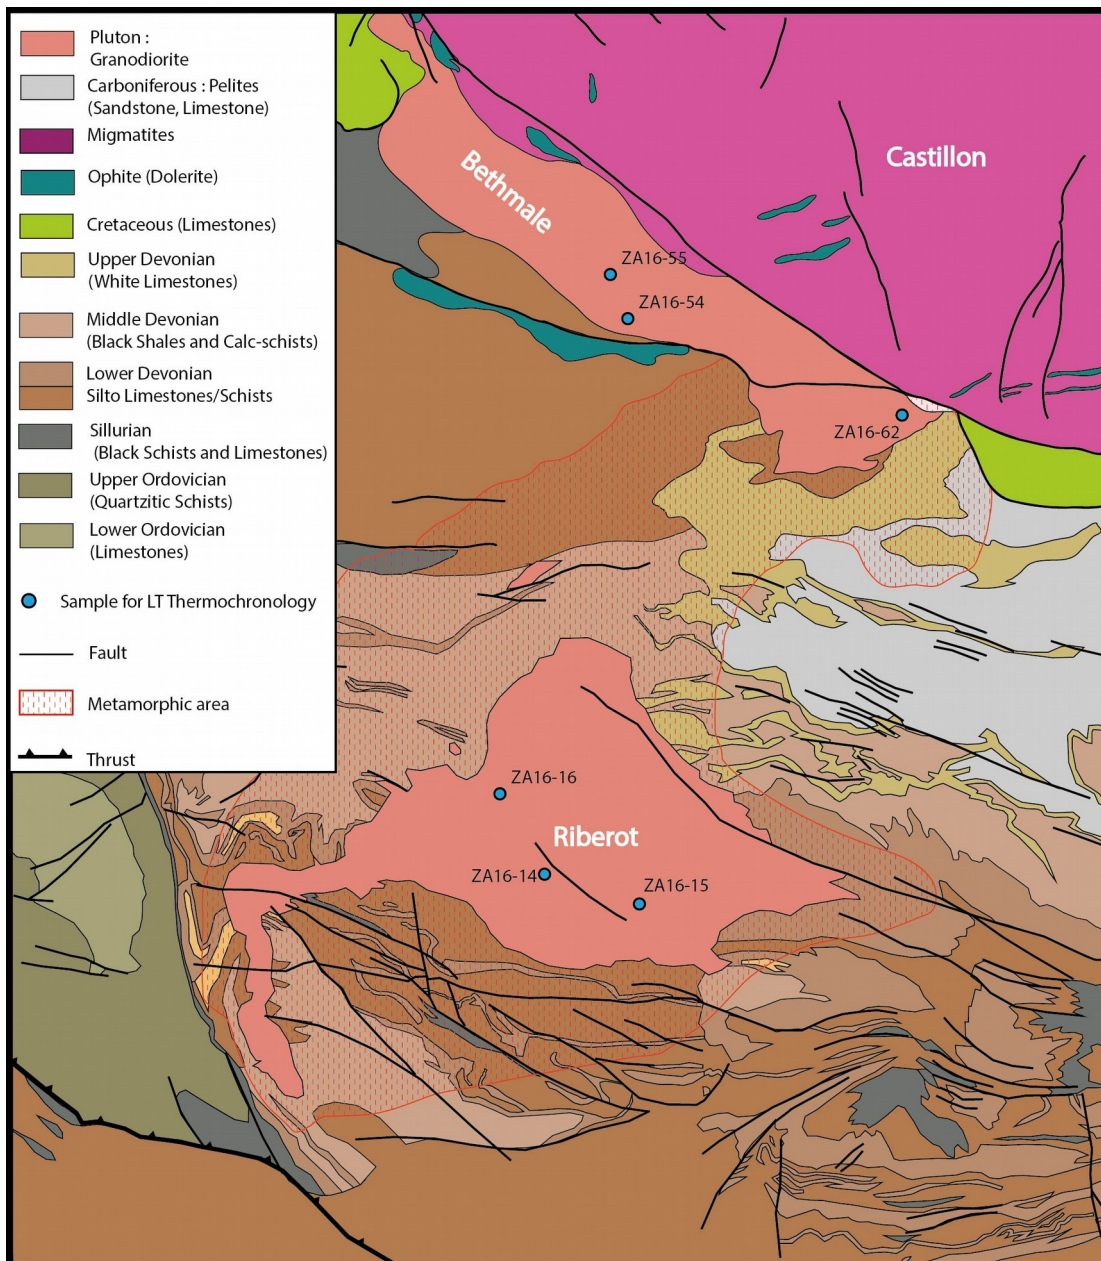 Pluton :
Granodiorite
Carboniferous : Pelites
(Sandstone, Limestone)
Migmatites
Ophite (Dolerite)
Cretaceous (Limestones)
Upper Devonian
(White Limestones)
Middle Devonian
(Black Shales and Calc-schists)
Lower Devonian
Silto Limestones/Schists
Sillurian
(Black Schists and Limestones)
Upper Ordovician
(Quartzitic Schists)
Lower Ordovician
(Limestones)
Sample for LT Thermochronology
Fault
Metamorphic area
Thrust
Castillon
Bethmale
ZA16-55
ZA16-54
ZA16-62
ZA16-16
Riberot
ZA16-14
ZA16-15